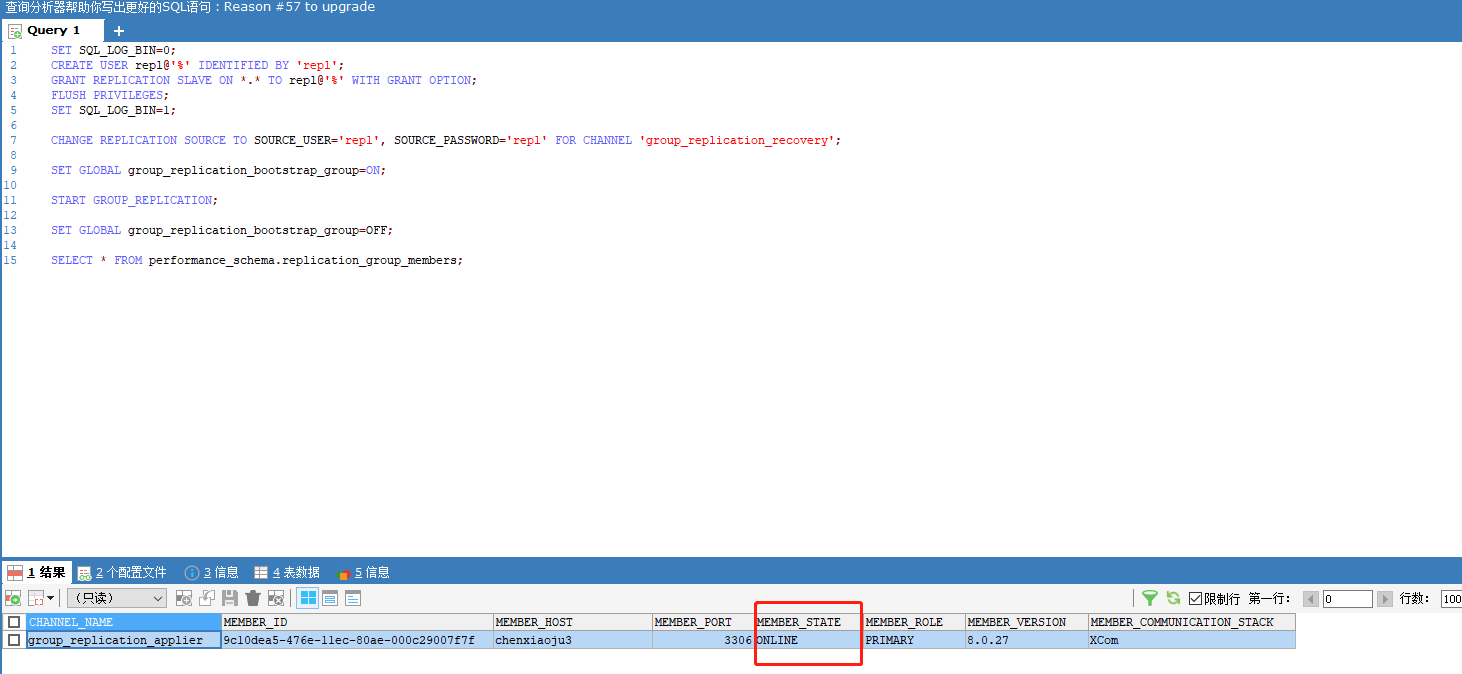 查询分析器帮助你写出更好的SQL语句：Reason #57 to upgrade
Query 1
1 SET SQL_LOG_BIN=0;
2 CREATE USER repl@'%' IDENTIFIED BY 'repl';
3 GRANT REPLICATION SLAVE ON *.* TO repl@'%' WITH GRANT OPTION;
4 FLUSH PRIVILEGES;
5 SET SQL_LOG_BIN=1;
6
7 CHANGE REPLICATION SOURCE TO SOURCE_USER='repl', SOURCE_PASSWORD='repl' FOR CHANNEL 'group_replication_recovery';
8
9 SET GLOBAL group_replication_bootstrap_group=ON;
10
11 START GROUP_REPLICATION;
12
13 SET GLOBAL group_replication_bootstrap_group=OFF;
14
15 SELECT * FROM performance_schema.replication_group_members;
1 结果 2 个配置文件 3 信息 4 表数据 5 信息
（只读） 限制行 第一行： 0 行数： 100
CHANNEL_NAME MEMBER_ID MEMBER_HOST MEMBER_PORT MEMBER_STATE MEMBER_ROLE MEMBER_VERSION MEMBER_COMMUNICATION_STACK
group_replication_applier 9c10dea5-476e-11ec-80ae-000c29007f7f chenxiaoju3 3306 ONLINE PRIMARY 8.0.27 XCom